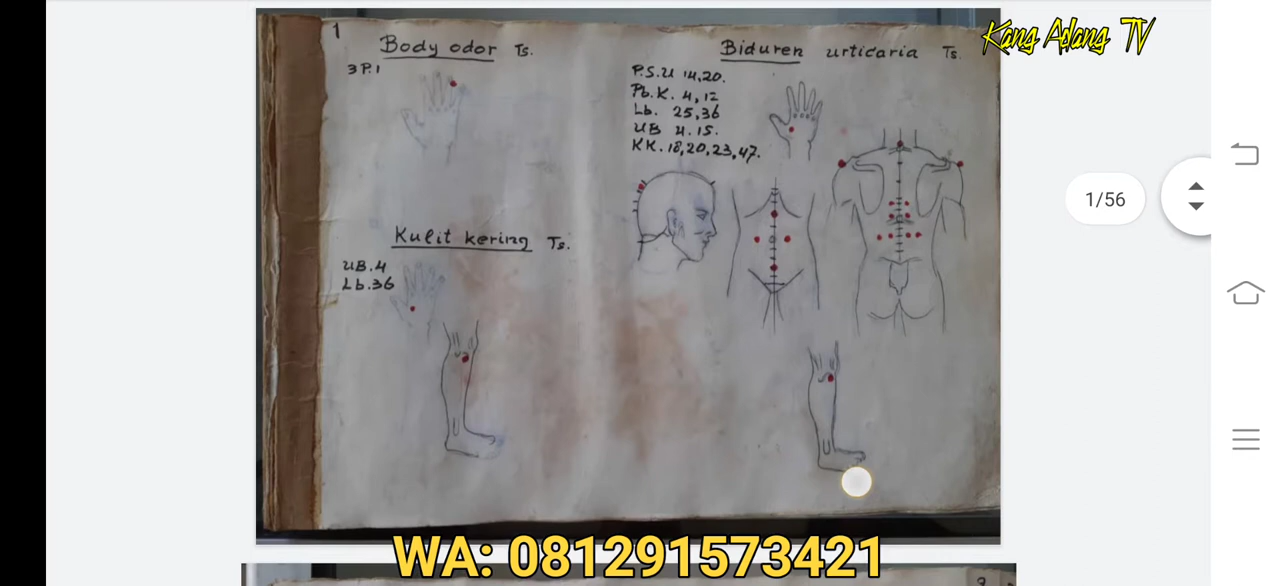 Kang Adang TV
1
Body odor Ts.
3P.1
Kulit kering Ts.
UB.4
Lb.36
Biduren urticaria Ts.
P.S.U 14,20.
Pb.K. 4,12
Lb. 25,36
UB 4.15.
KK. 18,20,23,47.
1/56
WA: 081291573421